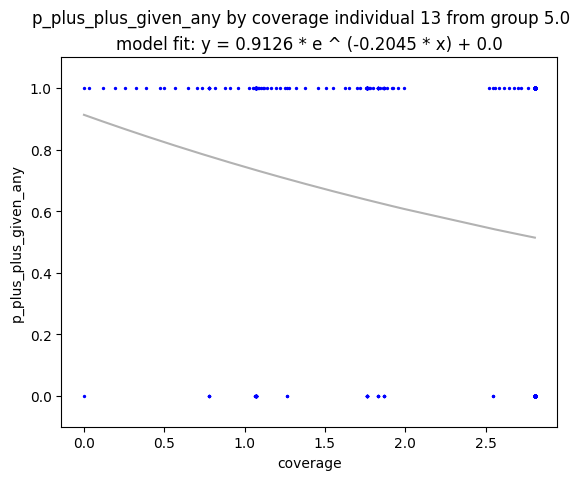 p_plus_plus_given_any by coverage individual 13 from group 5.0
model fit: y = 0.9126 * e ^ (-0.2045 * x) + 0.0
1.0
0.8
0.6
0.4
0.2
0.0
p_plus_plus_given_any
0.0 0.5 1.0 1.5 2.0 2.5
coverage